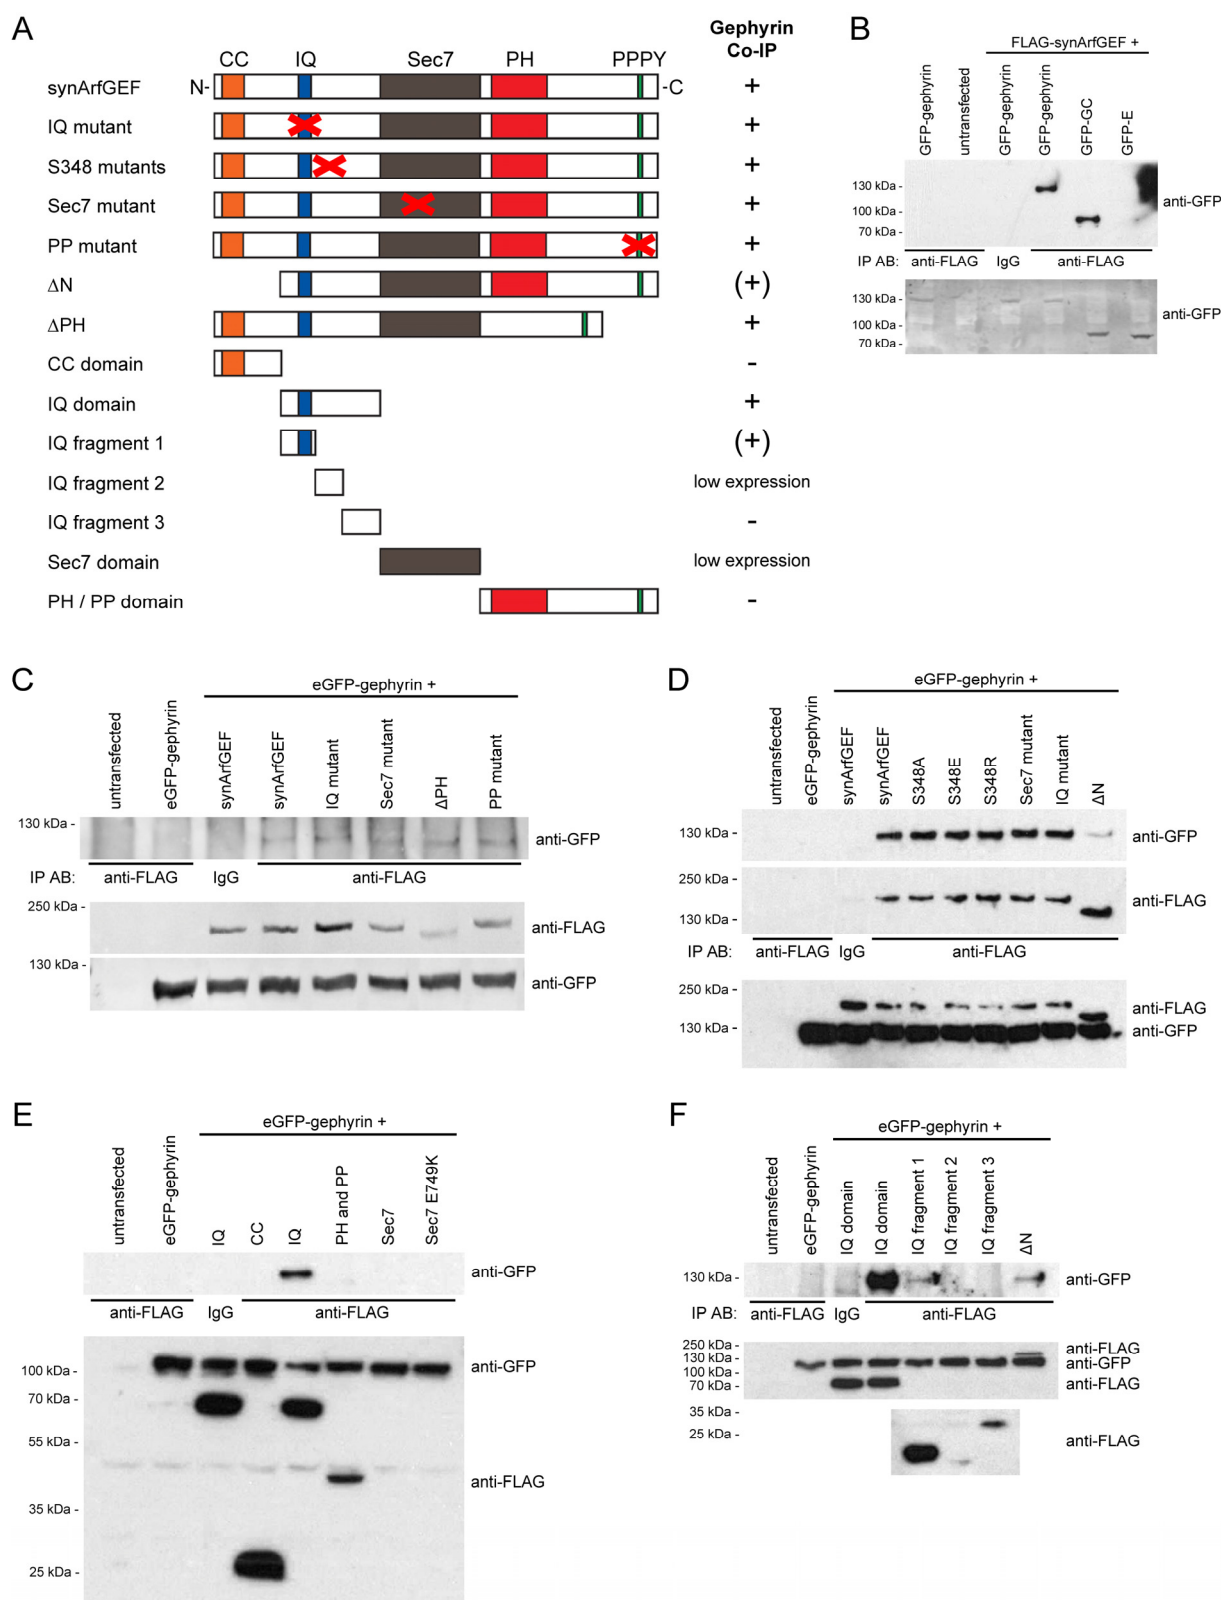 A
Gephyrin
Co-IP
CC IQ Sec7 PH PPPY
synArfGEF N- -C +
IQ mutant +
S348 mutants +
Sec7 mutant +
PP mutant +
ΔN (+)
ΔPH +
CC domain -
IQ domain +
IQ fragment 1 (+)
IQ fragment 2 low expression
IQ fragment 3 -
Sec7 domain low expression
PH / PP domain -
B
FLAG-synArfGEF +
GFP-gephyrin untransfected GFP-gephyrin GFP-gephyrin GFP-GC GFP-E
130 kDa -
100 kDa -
70 kDa -
anti-GFP
IP AB: anti-FLAG IgG anti-FLAG
130 kDa -
100 kDa -
70 kDa -
anti-GFP
C
eGFP-gephyrin +
untransfected eGFP-gephyrin synArfGEF synArfGEF IQ mutant Sec7 mutant ΔPH PP mutant
130 kDa -
anti-GFP
IP AB: anti-FLAG IgG anti-FLAG
250 kDa -
anti-FLAG
130 kDa -
anti-GFP
D
eGFP-gephyrin +
untransfected eGFP-gephyrin synArfGEF synArfGEF S348A S348E S348R Sec7 mutant IQ mutant ΔN
130 kDa - anti-GFP
250 kDa -
anti-FLAG
130 kDa -
IP AB: anti-FLAG IgG anti-FLAG
250 kDa -
anti-FLAG
130 kDa - anti-GFP
E
eGFP-gephyrin +
untransfected eGFP-gephyrin IQ CC IQ PH and PP Sec7 Sec7 E749K
anti-GFP
anti-FLAG IgG anti-FLAG
100 kDa - anti-GFP
70 kDa -
55 kDa -
anti-FLAG
35 kDa -
25 kDa -
F
eGFP-gephyrin +
untransfected eGFP-gephyrin IQ domain IQ domain IQ fragment 1 IQ fragment 2 IQ fragment 3 ΔN
130 kDa - anti-GFP
IP AB: anti-FLAG IgG anti-FLAG
250 kDa - anti-FLAG
130 kDa - anti-GFP
100 kDa -
70 kDa - anti-FLAG
35 kDa -
25 kDa -
anti-FLAG